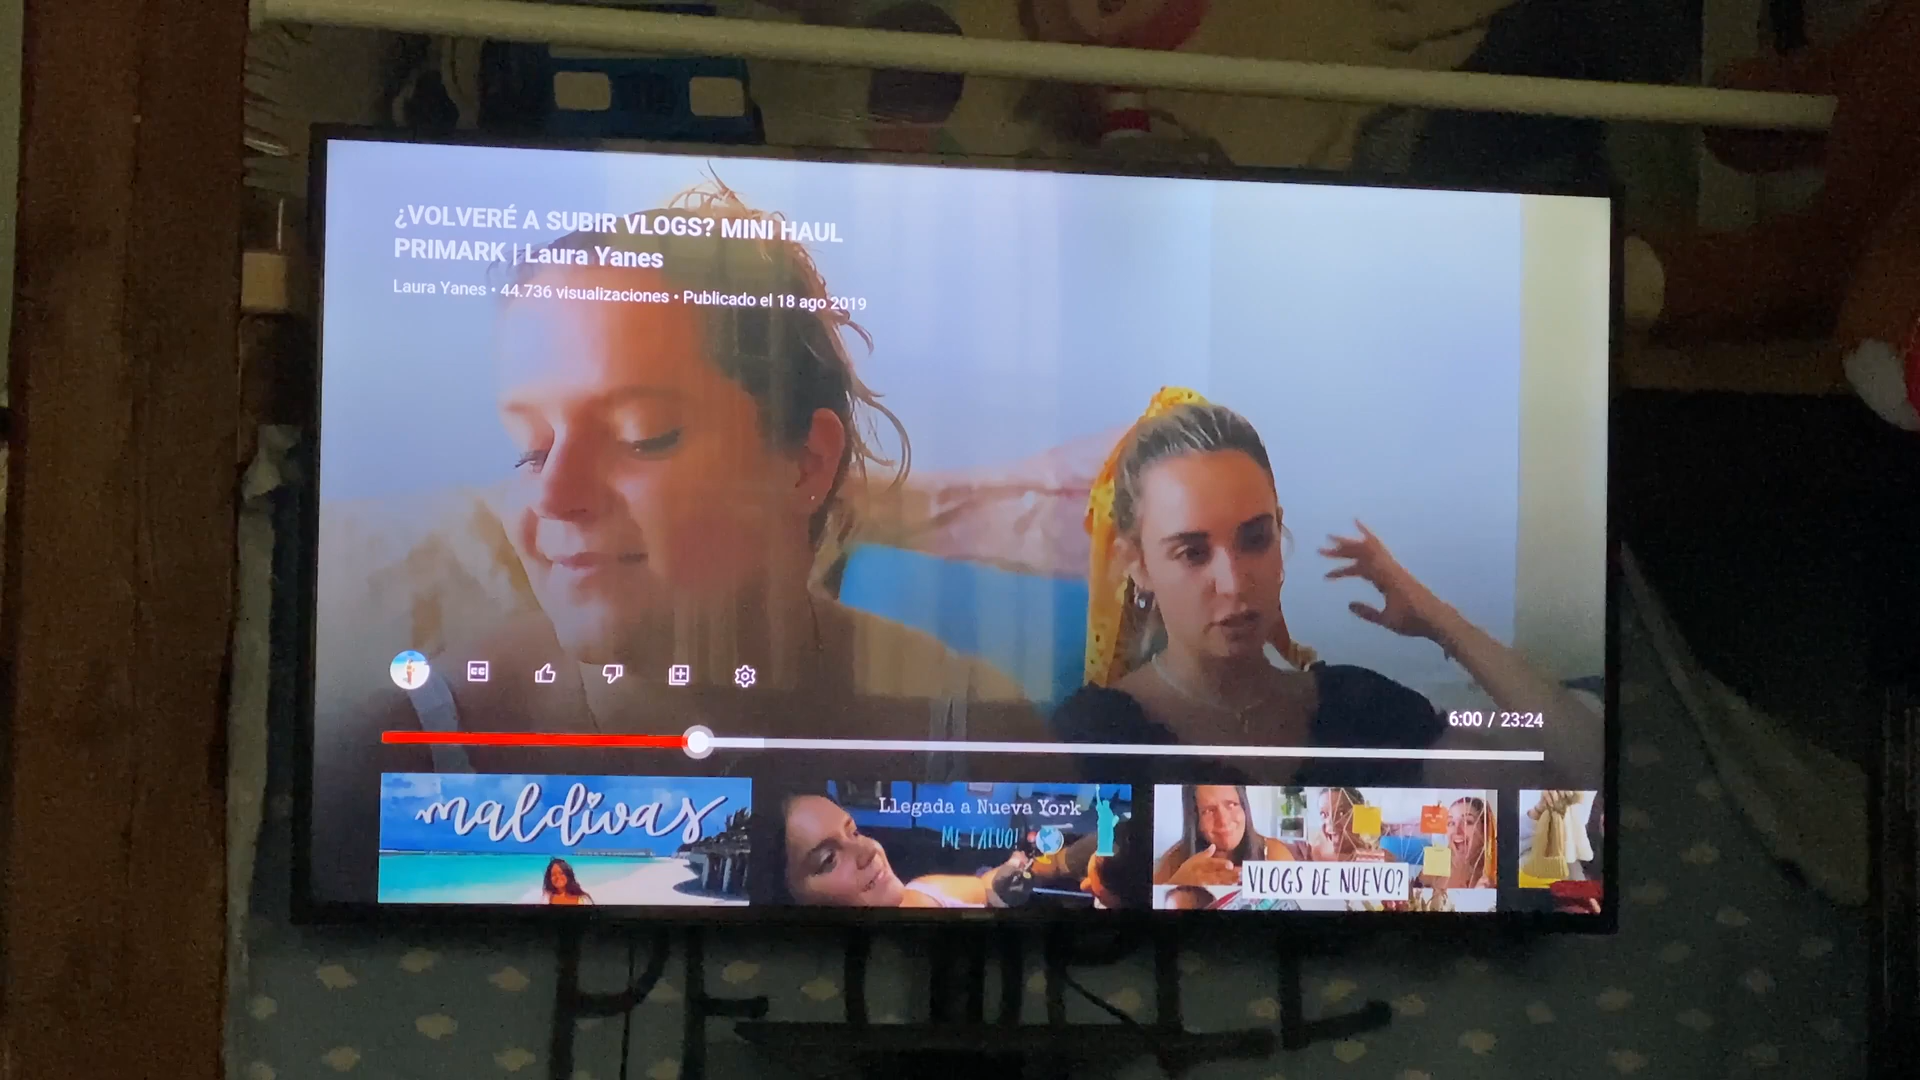 ¿VOLVERÉ A SUBIR VLOGS? MINI HAUL
PRIMARK | Laura Yanes
Laura Yanes • 44.736 visualizaciones • Publicado el 18 ago 2019
CC
6:00 / 23:24
maldivas
Llegada a Nueva York
ME TATUO!
VLOGS DE NUEVO?